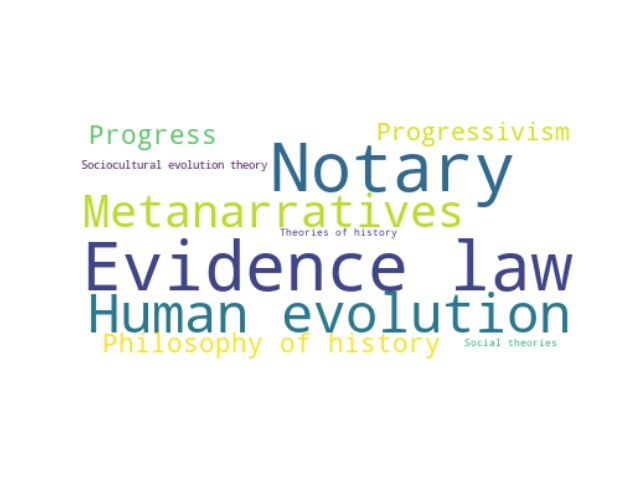 Progress
Progressivism
Sociocultural evolution theory
Notary
Metanarratives
Theories of history
Evidence law
Human evolution
Philosophy of history
Social theories